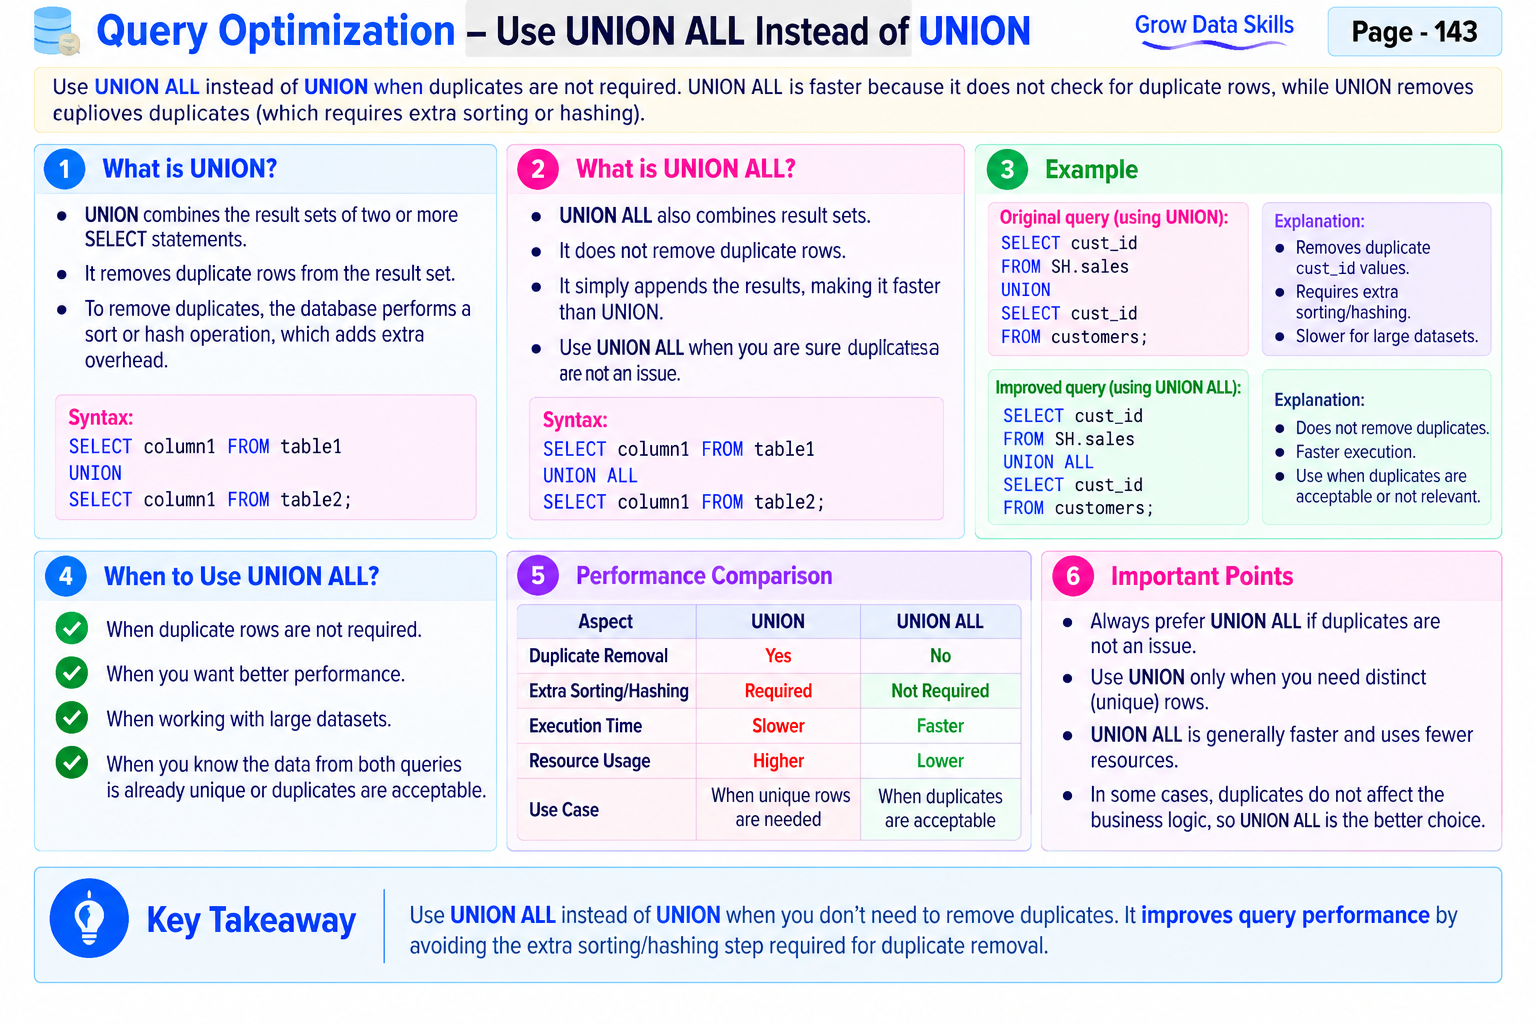 Query Optimization – Use UNION ALL Instead of UNION
Grow Data Skills
Page - 143
Use UNION ALL instead of UNION when duplicates are not required. UNION ALL is faster because it does not check for duplicate rows, while UNION removes
duplicates (which requires extra sorting or hashing).
1 What is UNION?
● UNION combines the result sets of two or more
SELECT statements.
● It removes duplicate rows from the result set.
● To remove duplicates, the database performs a
sort or hash operation, which adds extra
overhead.
Syntax:
SELECT column1 FROM table1
UNION
SELECT column1 FROM table2;
2 What is UNION ALL?
● UNION ALL also combines result sets.
● It does not remove duplicate rows.
● It simply appends the results, making it faster
than UNION.
● Use UNION ALL when you are sure
are not an issue.
Syntax:
SELECT column1 FROM table1
UNION ALL
SELECT column1 FROM table2;
3 Example
Original query (using UNION):
SELECT cust_id
FROM SH.sales
UNION
SELECT cust_id
FROM customers;
Explanation:
● Removes duplicate
cust_id values.
● Requires extra
sorting/hashing.
● Slower for large datasets.
Improved query (using UNION ALL):
SELECT cust_id
FROM SH.sales
UNION ALL
SELECT cust_id
FROM customers;
Explanation:
● Does not remove duplicates.
● Faster execution.
● Use when duplicates are
acceptable or not relevant.
4 When to Use UNION ALL?
When duplicate rows are not required.
When you want better performance.
When working with large datasets.
When you know the data from both queries
is already unique or duplicates are acceptable.
5 Performance Comparison
Aspect UNION UNION ALL
Duplicate Removal Yes No
Extra Sorting/Hashing Required Not Required
Execution Time Slower Faster
Resource Usage Higher Lower
Use Case When unique rows are needed When duplicates are acceptable
6 Important Points
● Always prefer UNION ALL if duplicates are
not an issue.
● Use UNION only when you need distinct
(unique) rows.
● UNION ALL is generally faster and uses fewer
resources.
● In some cases, duplicates do not affect the
business logic, so UNION ALL is the better choice.
Key Takeaway
Use UNION ALL instead of UNION when you don't need to remove duplicates. It improves query performance by
avoiding the extra sorting/hashing step required for duplicate removal.